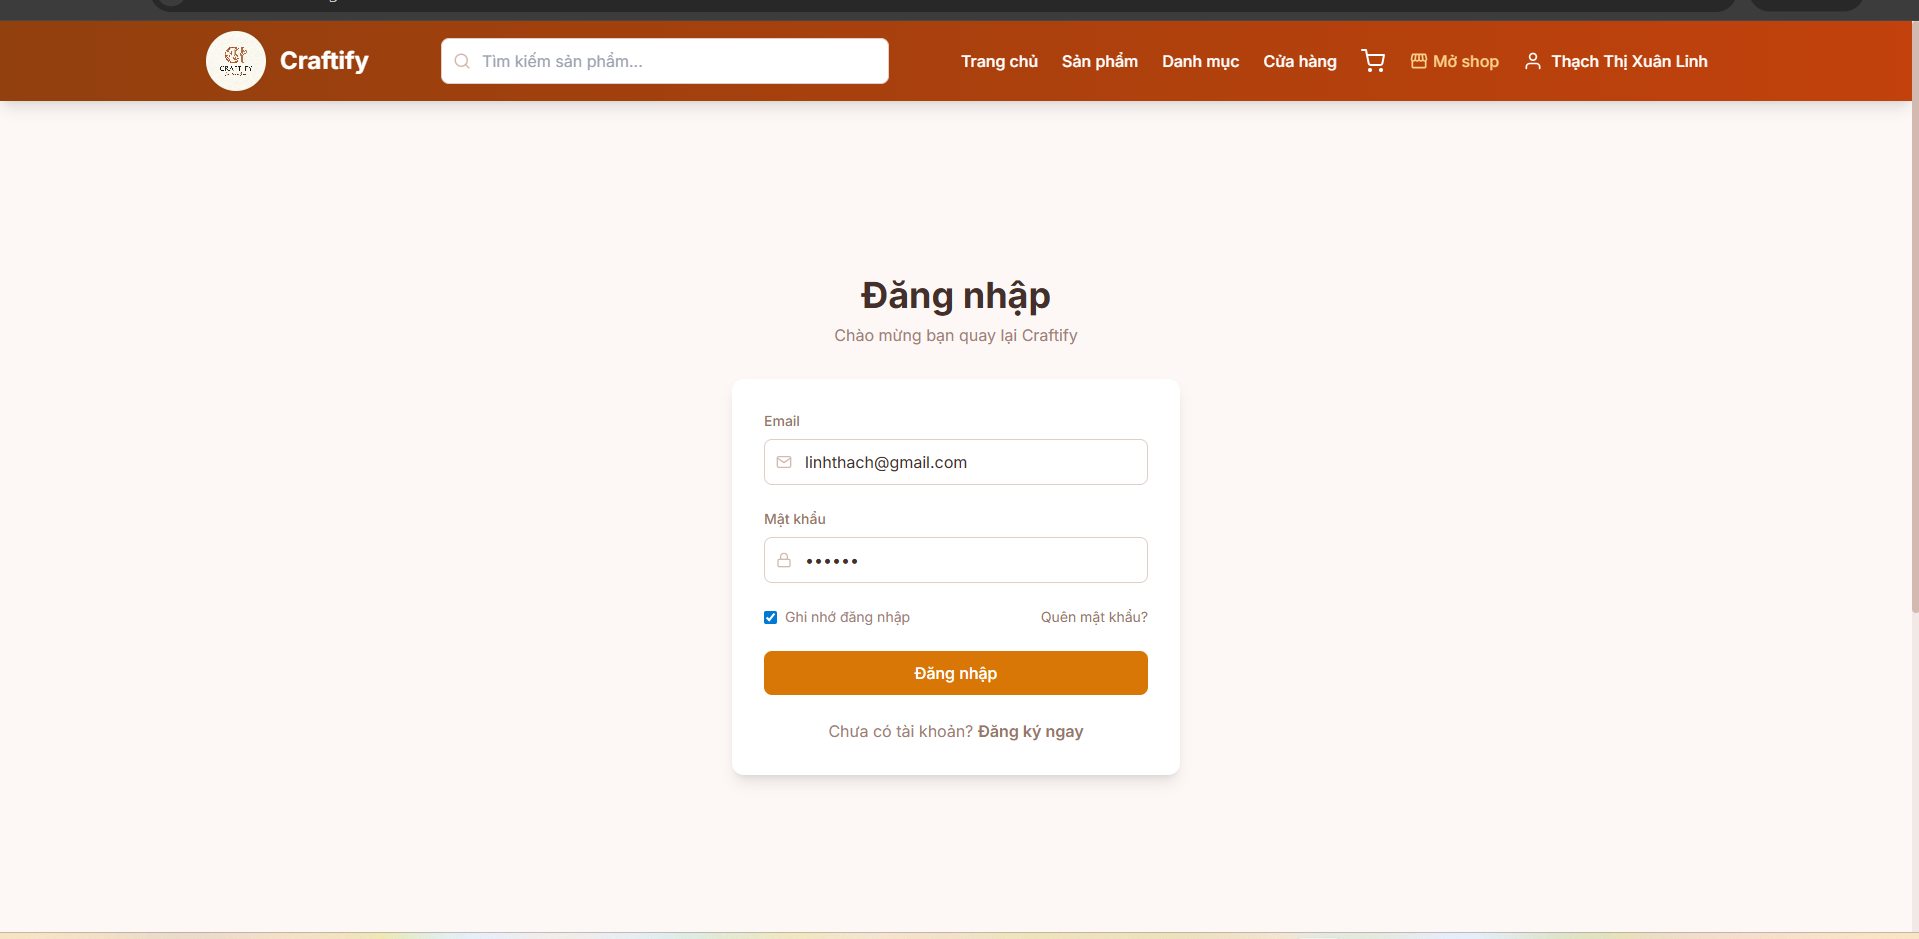 CRAFTIFY
Craftify
Tìm kiếm sản phẩm...
Trang chủ
Sản phẩm
Danh mục
Cửa hàng
Mở shop
Thạch Thị Xuân Linh
Đăng nhập
Chào mừng bạn quay lại Craftify
Email
linhthach@gmail.com
Mật khẩu
••••••
Ghi nhớ đăng nhập
Quên mật khẩu?
Đăng nhập
Chưa có tài khoản? Đăng ký ngay